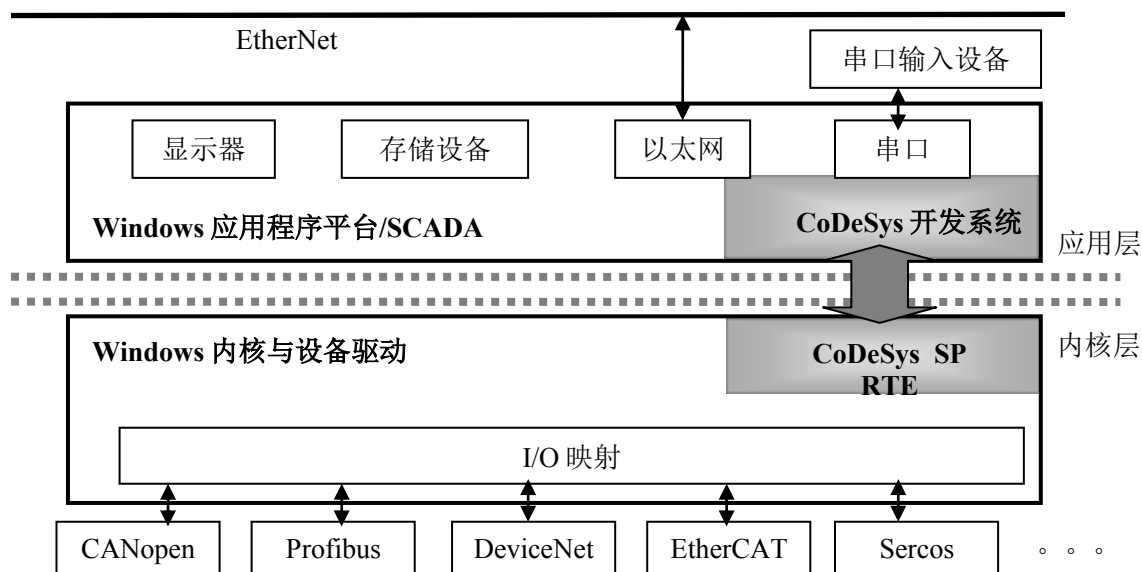 EtherNet
串口输入设备
显示器
存储设备
以太网
串口
Windows 应用程序平台/SCADA
CoDeSys 开发系统
应用层
Windows 内核与设备驱动
CoDeSys SP
RTE
内核层
I/O 映射
CANopen
Profibus
DeviceNet
EtherCAT
Sercos
。。。